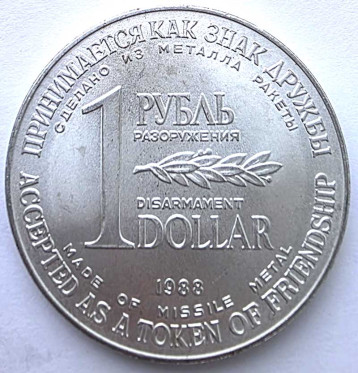 ПРИНИМАЕТСЯ КАК ЗНАК ДРУЖБЫ
СДЕЛАНО ИЗ МЕТАЛЛА РАКЕТЫ
1 РУБЛЬ
РАЗОРУЖЕНИЯ
DISARMAMENT
DOLLAR
1988
MADE OF MISSILE METAL
ACCEPTED AS A TOKEN OF FRIENDSHIP